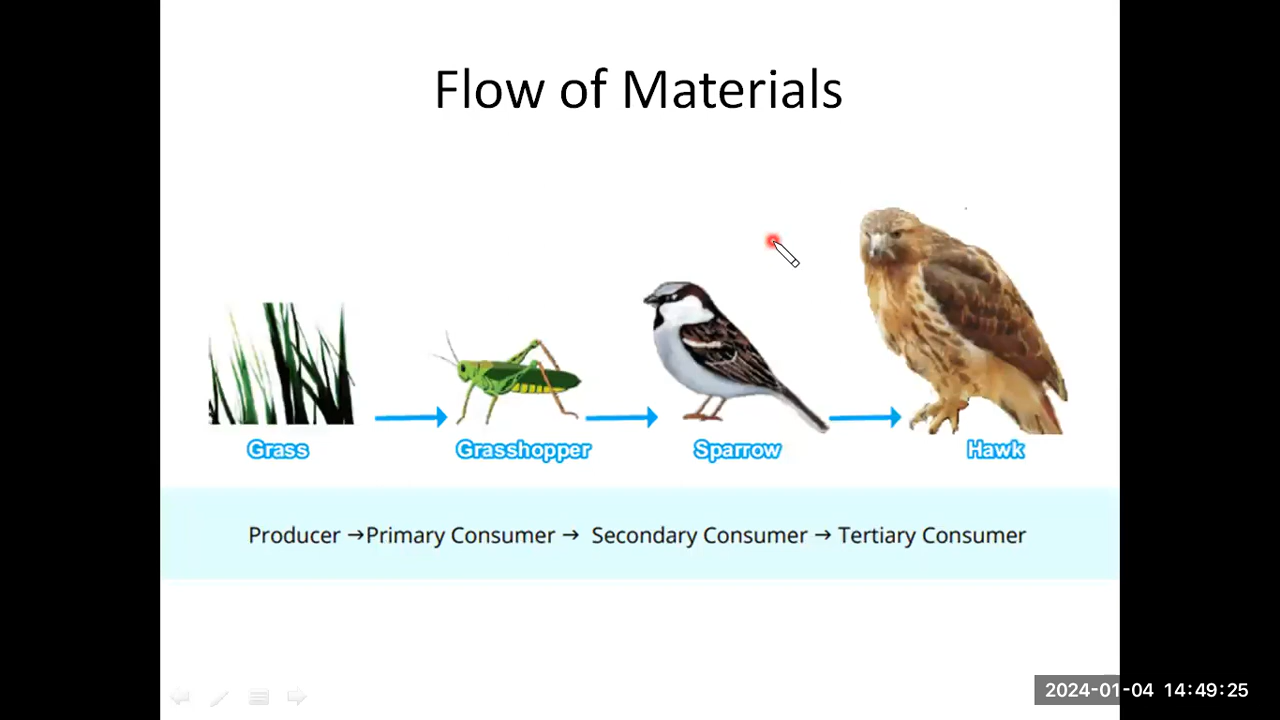 Flow of Materials
Grass
Grasshopper
Sparrow
Hawk
Producer →Primary Consumer → Secondary Consumer → Tertiary Consumer
2024-01-04 14:49:25